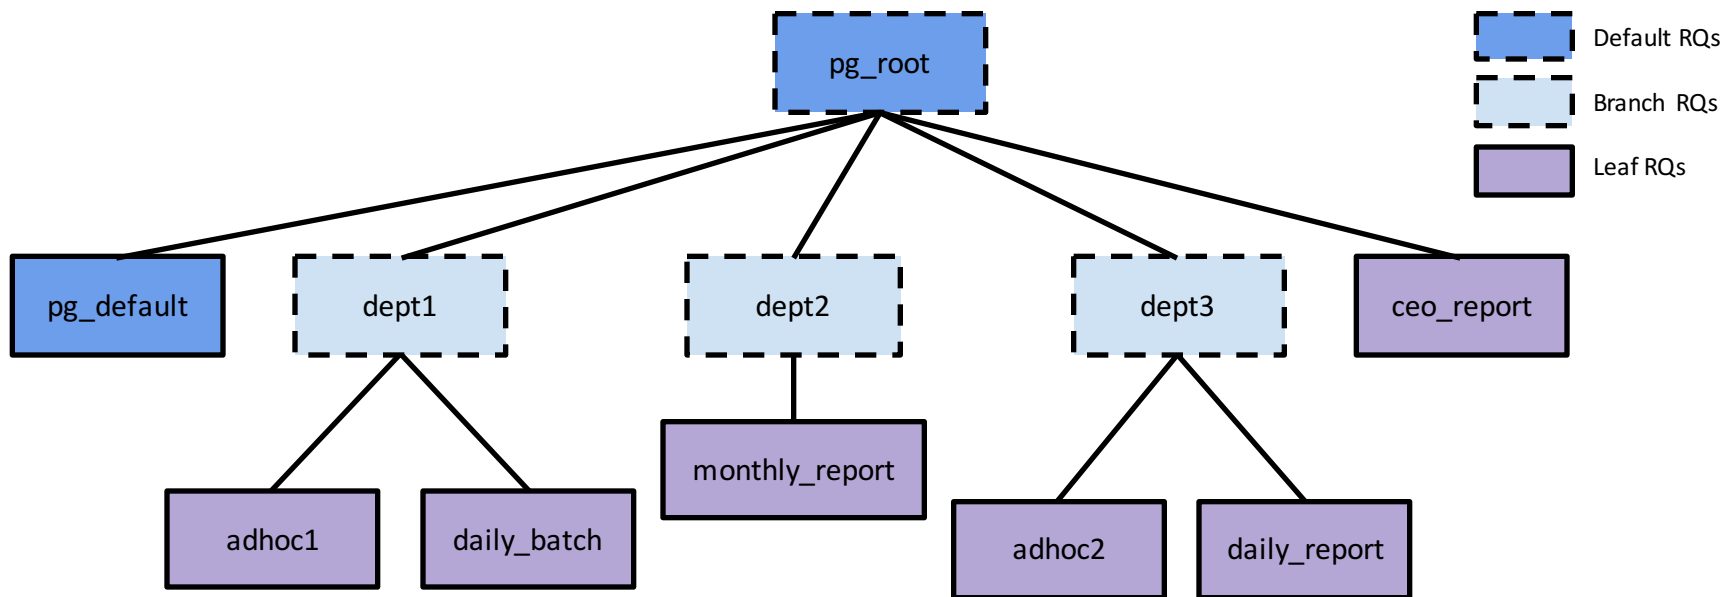 pg_root
Default RQs
Branch RQs
Leaf RQs
pg_default
dept1
dept2
dept3
ceo_report
monthly_report
adhoc1
daily_batch
adhoc2
daily_report